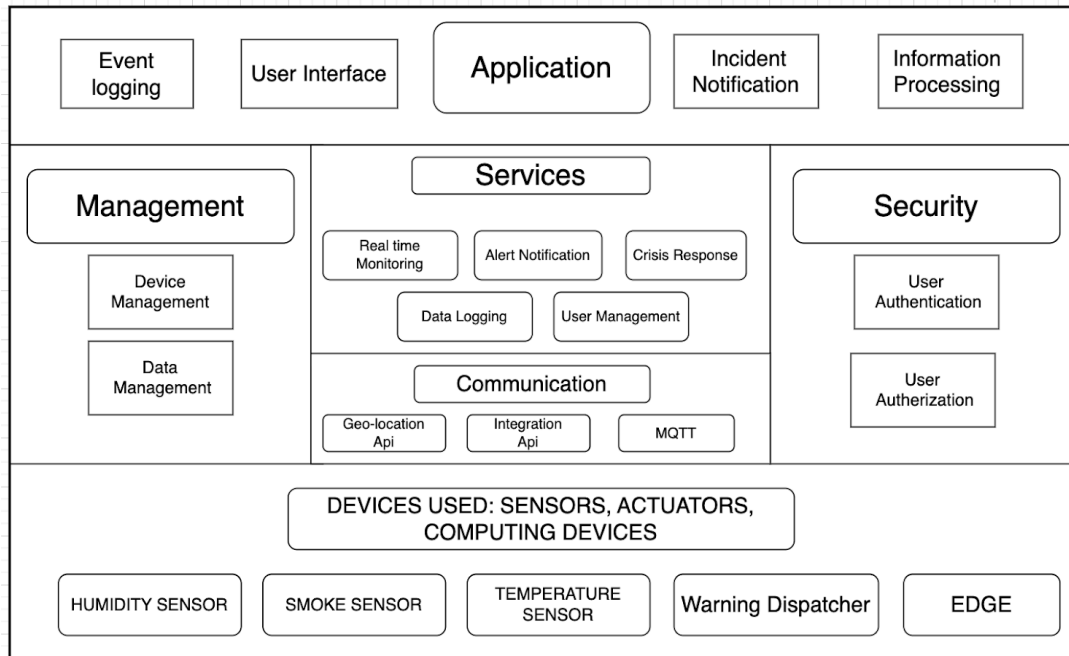 Event
logging
User Interface
Application
Incident
Notification
Information
Processing
Management
Device
Management
Data
Management
Services
Real time
Monitoring
Alert Notification
Crisis Response
Data Logging
User Management
Communication
Geo-location
Api
Integration
Api
MQTT
Security
User
Authentication
User
Autherization
DEVICES USED: SENSORS, ACTUATORS,
COMPUTING DEVICES
HUMIDITY SENSOR
SMOKE SENSOR
TEMPERATURE
SENSOR
Warning Dispatcher
EDGE